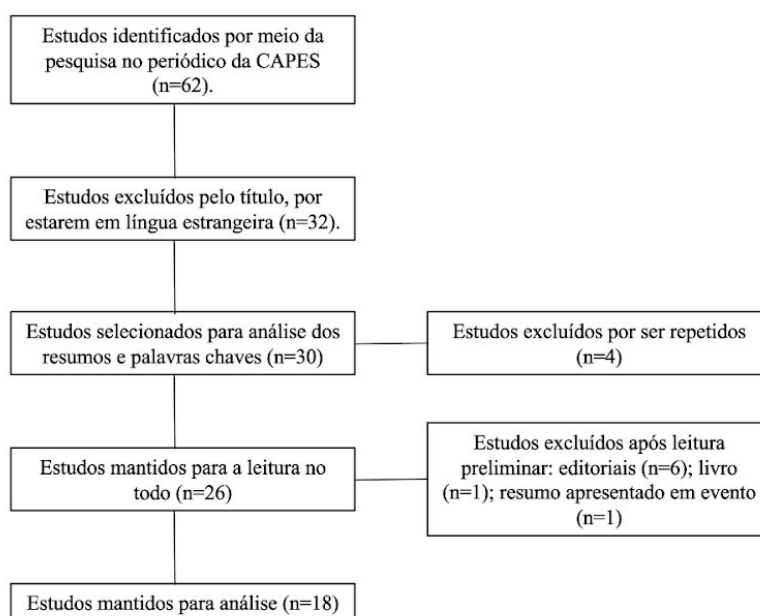 Estudos identificados por meio da
pesquisa no periódico da CAPES
(n=62).
Estudos excluídos pelo título, por
estarem em língua estrangeira (n=32).
Estudos selecionados para análise dos
resumos e palavras chaves (n=30)
Estudos excluídos por ser repetidos
(n=4)
Estudos mantidos para a leitura no
todo (n=26)
Estudos excluídos após leitura
preliminar: editoriais (n=6); livro
(n=1); resumo apresentado em evento
(n=1)
Estudos mantidos para análise (n=18)